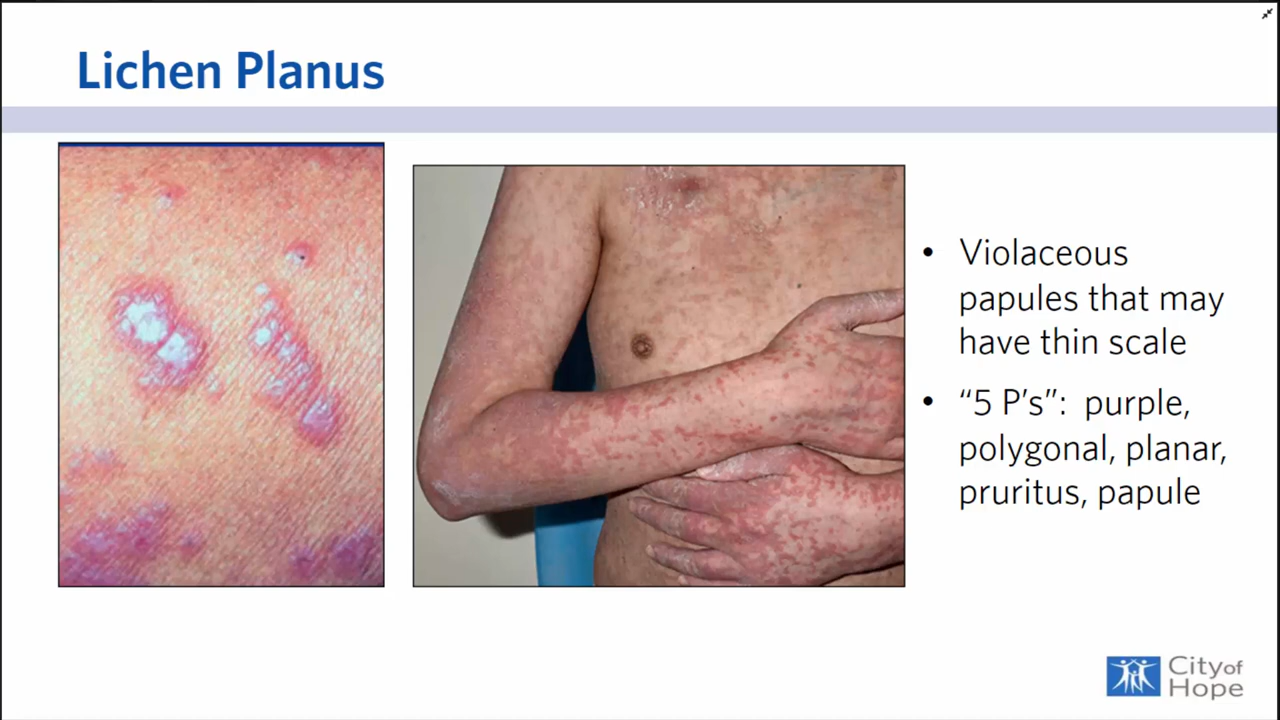 Lichen Planus
• Violaceous
papules that may
have thin scale
• “5 P’s”:  purple,
polygonal, planar,
pruritus, papule
City of
Hope